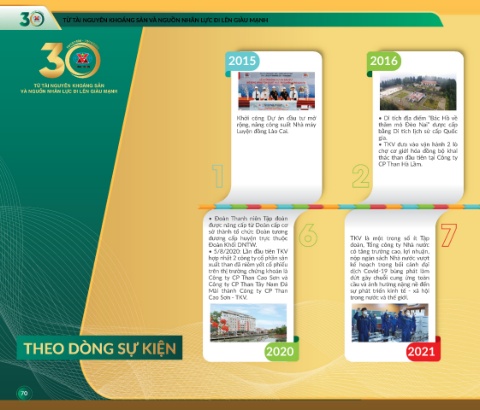 30 TỪ TÀI NGUYÊN KHOÁNG SẢN VÀ NGUỒN NHÂN LỰC ĐI LÊN GIÀU MẠNH
30
TỪ TÀI NGUYÊN KHOÁNG SẢN
VÀ NGUỒN NHÂN LỰC ĐI LÊN GIÀU MẠNH
2015
Khởi công Dự án đầu tư mở
rộng, nâng công suất Nhà máy
Luyện đồng Lào Cai.
1
2016
• Di tích địa điểm "Bác Hồ về
thăm mỏ Đèo Nai" được cấp
bằng Di tích lịch sử cấp Quốc
gia.
• TKV đưa vào vận hành 2 lò
chợ cơ giới hóa đồng bộ khai
thác than đầu tiên tại Công ty
CP Than Hà Lầm.
2
• Đoàn Thanh niên Tập đoàn
được nâng cấp từ Đoàn cấp cơ
sở thành tổ chức Đoàn tương
đương cấp huyện trực thuộc
Đoàn Khối DNTW.
• 5/8/2020: Lần đầu tiên TKV
hợp nhất 2 công ty cổ phần sản
xuất than đã niêm yết cổ phiếu
trên thị trường chứng khoán là
Công ty CP Than Cao Sơn và
Công ty CP Than Tây Nam Đá
Mài thành Công ty CP Than
Cao Sơn - TKV.
2020
6
TKV là một trong số ít Tập
đoàn, Tổng công ty Nhà nước
có tăng trưởng cao, lợi nhuận,
nộp ngân sách Nhà nước vượt
kế hoạch trong bối cảnh đại
dịch Covid-19 bùng phát làm
đứt gãy chuỗi cung ứng toàn
cầu và ảnh hưởng nặng nề đến
sự phát triển kinh tế - xã hội
trong nước và thế giới.
2021
7
THEO DÒNG SỰ KIỆN
70